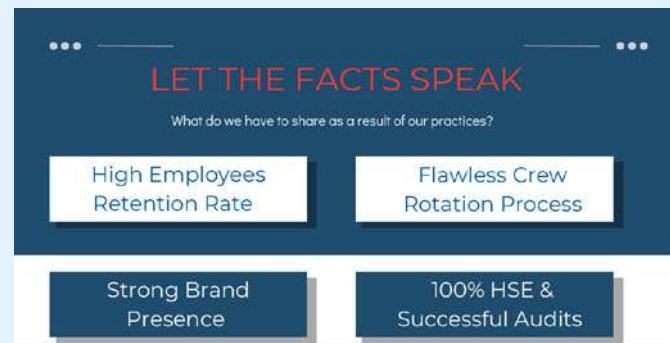 LET THE FACTS SPEAK
What do we have to share as a result of our practices?
High Employees
Retention Rate
Flawless Crew
Rotation Process
Strong Brand
Presence
100% HSE &
Successful Audits